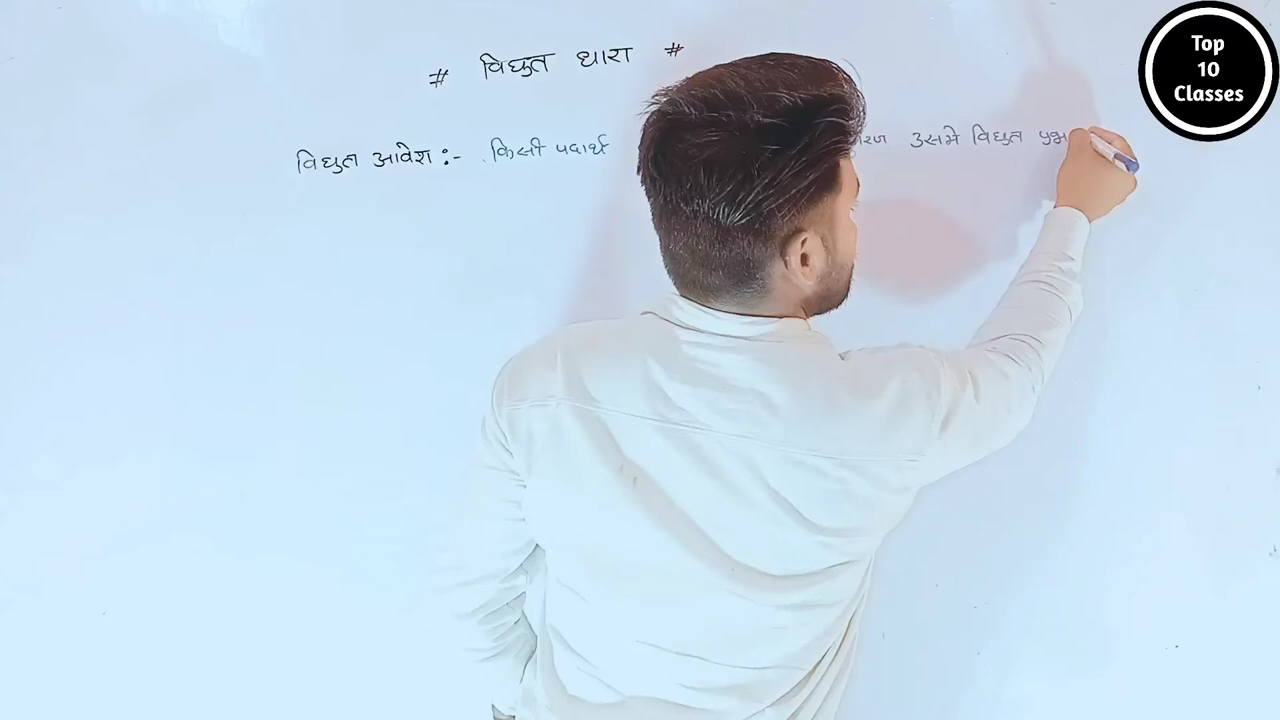 # विद्युत धारा #
विद्युत आवेश :- किसी पदार्थ उसमे विद्युत
Top
10
Classes